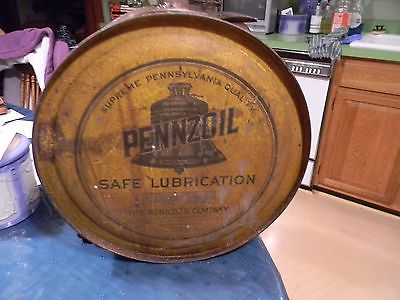 SUPREME PENNSYLVANIA QUALITY
PENNZOIL
SAFE LUBRICATION
THE PENNZOIL COMPANY